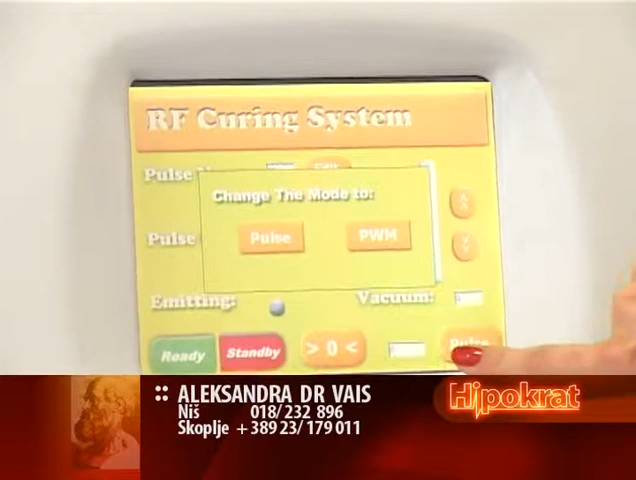 RF Curing System
Pulse
Change The Mode to:
Pulse
Pulse PWM
Emitting: Vacuum:
Ready Standby > 0 < Pulse
:: ALEKSANDRA DR VAIS
Niš 018/ 232 896
Skoplje + 389 23/ 179 011
Hipokrat